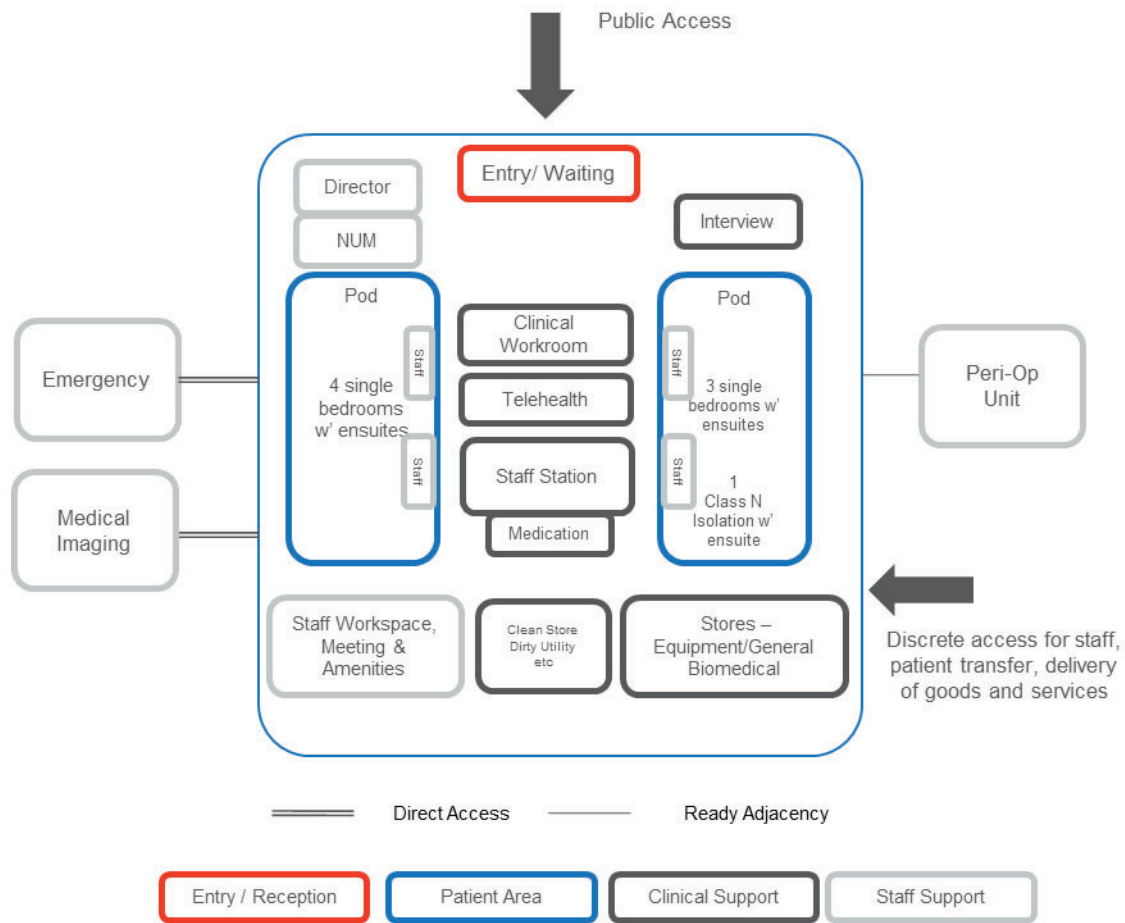 Public Access
Entry/ Waiting
Director
NUM
Interview
Pod
4 single
bedrooms
w' ensuites
Staff
Staff
Clinical
Workroom
Telehealth
Staff Station
Medication
Pod
Staff
Staff
3 single
bedrooms w'
ensuites
1
Class N
Isolation w'
ensuite
Emergency
Medical
Imaging
Peri-Op
Unit
Staff Workspace,
Meeting &
Amenities
Clean Store
Dirty Utility
etc
Stores –
Equipment/General
Biomedical
Discrete access for staff,
patient transfer, delivery
of goods and services
Direct Access
Ready Adjacency
Entry / Reception
Patient Area
Clinical Support
Staff Support